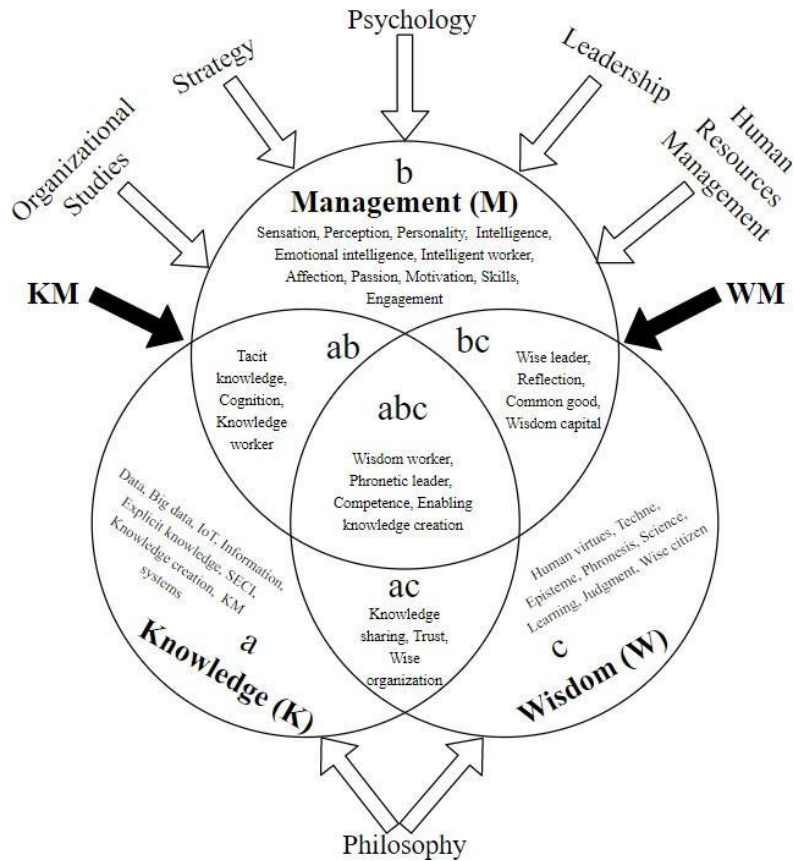 Psychology
Strategy
Leadership
Organizational
Studies
Human
Resources
Management
b
Management (M)
Sensation, Perception, Personality, Intelligence,
Emotional intelligence, Intelligent worker,
Affection, Passion, Motivation, Skills,
Engagement
KM
WM
ab
Tacit
knowledge,
Cognition,
Knowledge
worker
bc
Wise leader,
Reflection,
Common good,
Wisdom capital
abc
Wisdom worker,
Phronetic leader,
Competence, Enabling
knowledge creation
Data, Big data, IoT, Information,
Explicit knowledge, SECI,
Knowledge creation, KM
systems
a
Knowledge (K)
ac
Knowledge
sharing, Trust,
Wise
organization
Human virtues, Techne,
Episteme, Phronesis, Science,
Learning, Judgment, Wise citizen
c
Wisdom (W)
Philosophy